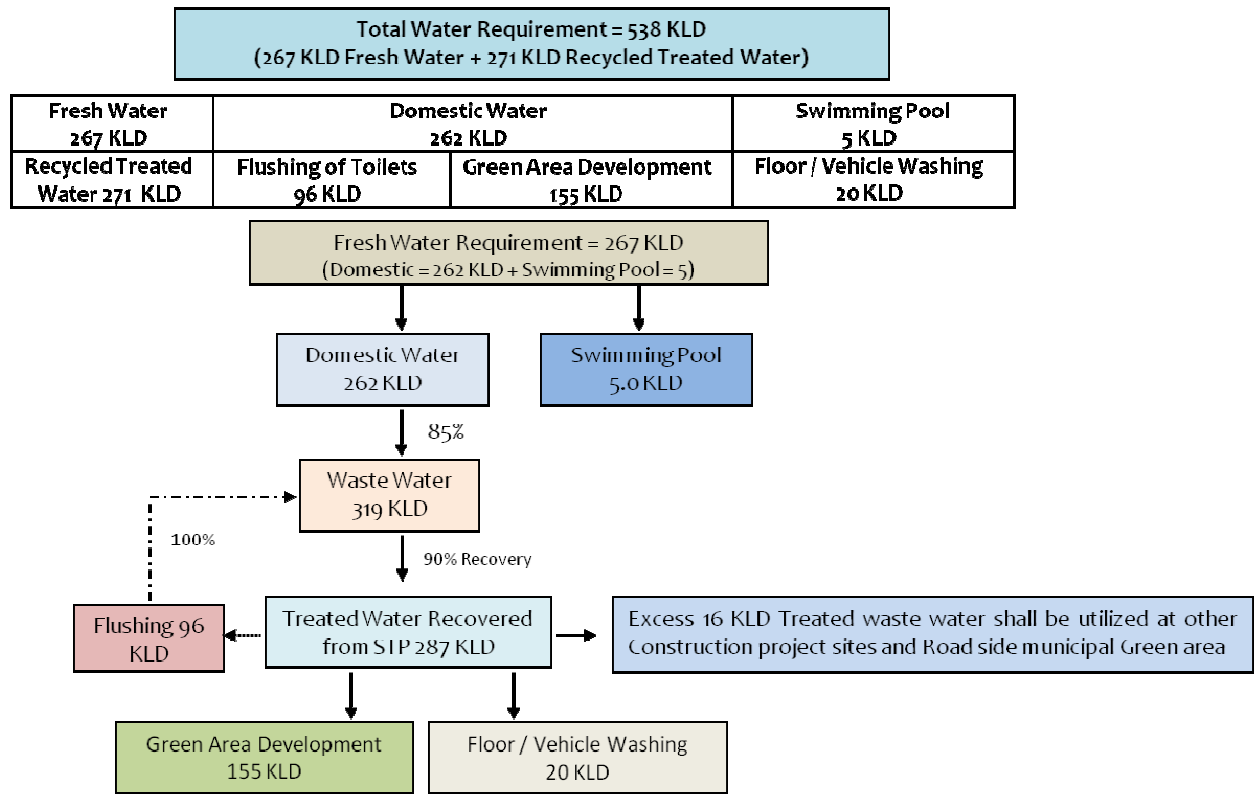 Total Water Requirement = 538 KLD
(267 KLD Fresh Water + 271 KLD Recycled Treated Water)
Fresh Water
267 KLD
Domestic Water
262 KLD
Swimming Pool
5 KLD
Recycled Treated
Water 271 KLD
Flushing of Toilets
96 KLD
Green Area Development
155 KLD
Floor / Vehicle Washing
20 KLD
Fresh Water Requirement = 267 KLD
(Domestic = 262 KLD + Swimming Pool = 5)
Domestic Water
262 KLD
Swimming Pool
5.0 KLD
85%
Waste Water
319 KLD
100%
90% Recovery
Flushing 96
KLD
Treated Water Recovered
from STP 287 KLD
Excess 16 KLD Treated waste water shall be utilized at other
Construction project sites and Road side municipal Green area
Green Area Development
155 KLD
Floor / Vehicle Washing
20 KLD